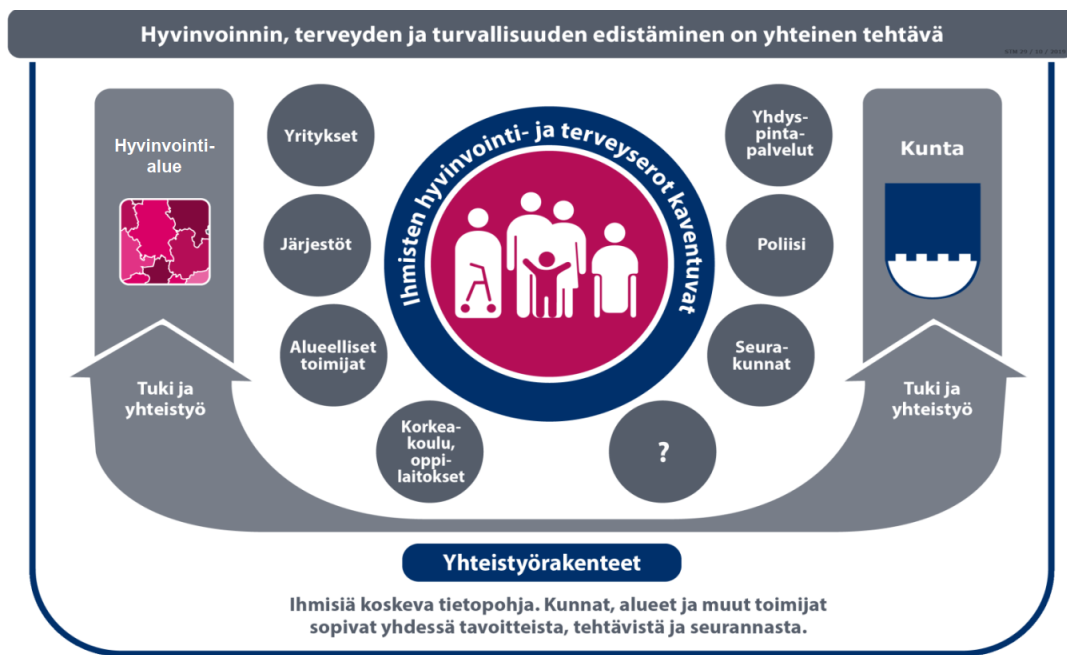 Hyvinvoinnin, terveyden ja turvallisuuden edistäminen on yhteinen tehtävä
Hyvinvointi-
alue
Yritykset
Järjestöt
Alueelliset
toimijat
Korkea-
koulu,
oppi-
laitokset
Ihmisten hyvinvointi- ja terveyserot kaventuvat
Yhdys-
pinta-
palvelut
Poliisi
Seura-
kunnat
?
Kunta
Tuki ja
yhteistyö
Tuki ja
yhteistyö
Yhteistyörakenteet
Ihmisiä koskeva tietopohja. Kunnat, alueet ja muut toimijat
sopivat yhdessä tavoitteista, tehtävistä ja seurannasta.